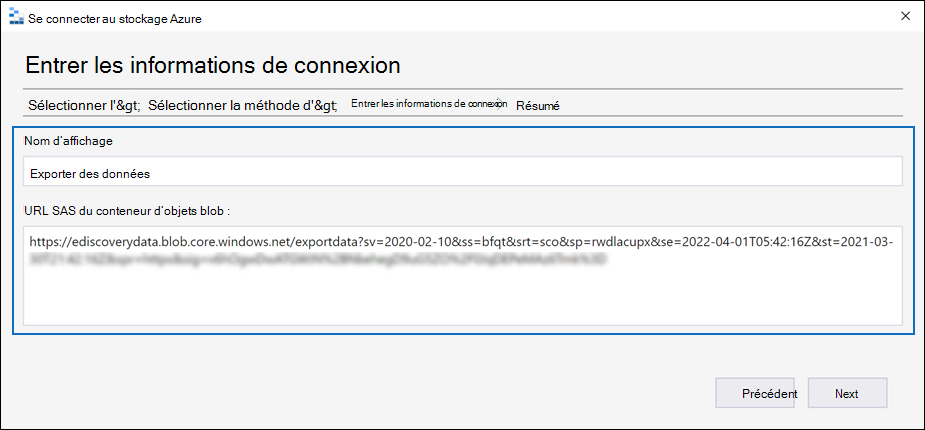 Se connecter au stockage Azure
Entrer les informations de connexion
Sélectionner l'&gt; Sélectionner la méthode d'&gt; Entrer les informations de connexion Résumé
Nom d'affichage
Exporter des données
URL SAS du conteneur d'objets blob :
https://ediscoverydata.blob.core.windows.net/exportdata?sv=2020-02-10&ss=bfqt&srt=sco&sp=rwdlacupx&se=2022-04-01T05:42:16Z&st=2021-03-
Précédent Next